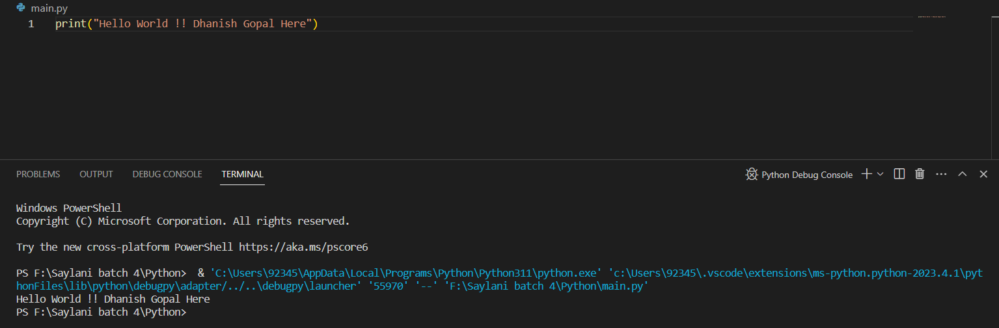 main.py
1 print("Hello World !! Dhanish Gopal Here")
PROBLEMS OUTPUT DEBUG CONSOLE TERMINAL Python Debug Console
Windows PowerShell
Copyright (C) Microsoft Corporation. All rights reserved.
Try the new cross-platform PowerShell https://aka.ms/pscore6
PS F:\Saylani batch 4\Python>  & 'C:\Users\92345\AppData\Local\Programs\Python\Python311\python.exe' 'c:\Users\92345\.vscode\extensions\ms-python.python-2023.4.1\pyt
honFiles\lib\python\debugpy\adapter/../..\debugpy\launcher' '55970' '--' 'F:\Saylani batch 4\Python\main.py'
Hello World !! Dhanish Gopal Here
PS F:\Saylani batch 4\Python>